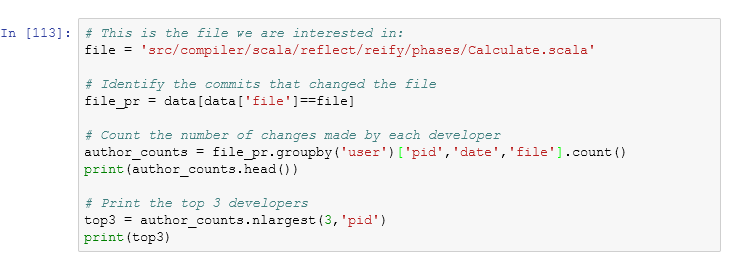 In [113]: # This is the file we are interested in:
file = 'src/compiler/scala/reflect/reify/phases/Calculate.scala'
# Identify the commits that changed the file
file_pr = data[data['file']==file]
# Count the number of changes made by each developer
author_counts = file_pr.groupby('user')['pid','date','file'].count()
print(author_counts.head())
# Print the top 3 developers
top3 = author_counts.nlargest(3,'pid')
print(top3)